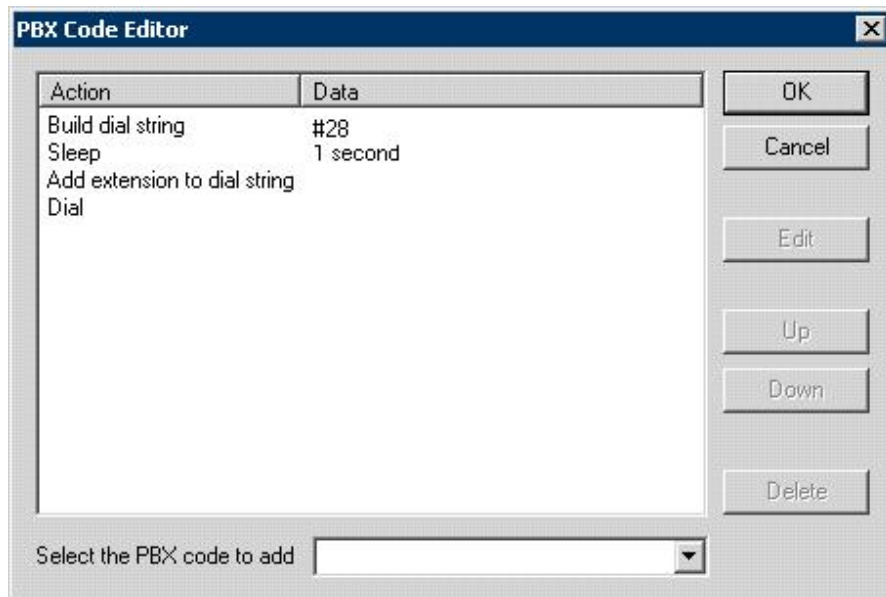 PBX Code Editor
Action Data
Build dial string #28
Sleep 1 second
Add extension to dial string
Dial
OK
Cancel
Edit
Up
Down
Delete
Select the PBX code to add